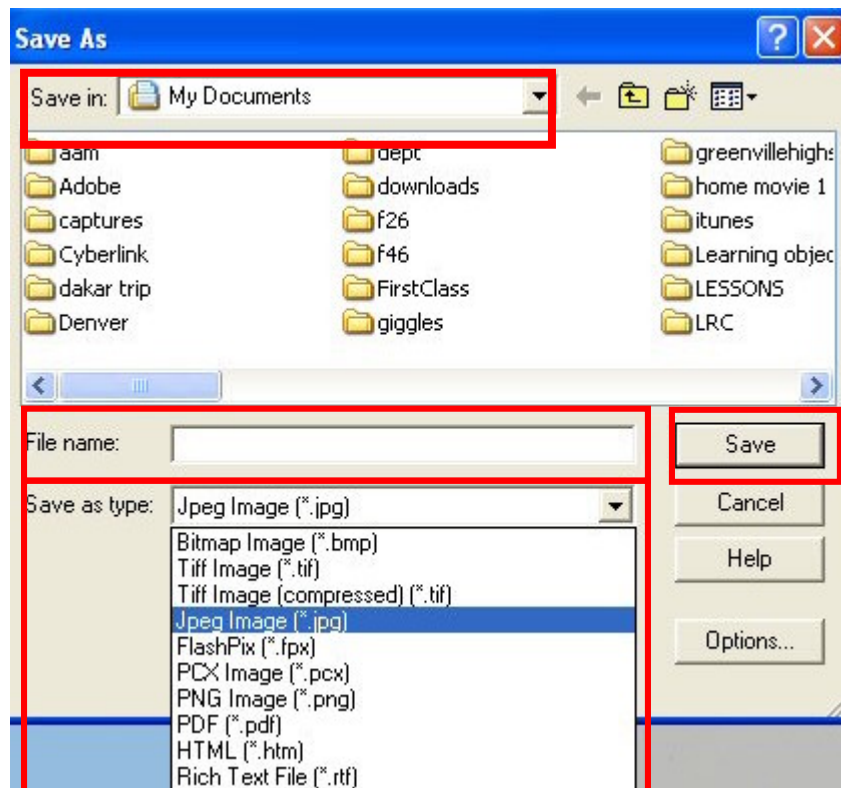 Save As
Save in: My Documents
aam dept greenvillehighs
Adobe downloads home movie 1
captures f26 itunes
Cyberlink f46 Learning objec
dakar trip FirstClass LESSONS
Denver giggles LRC
File name: Save
Save as type: Jpeg Image (*.jpg) Cancel
Bitmap Image (*.bmp)
Tiff Image (*.tif) Help
Tiff Image (compressed) (*.tif)
Jpeg Image (*.jpg)
FlashPix (*.fpx) Options...
PCX Image (*.pcx)
PNG Image (*.png)
PDF (*.pdf)
HTML (*.htm)
Rich Text File (*.rtf)